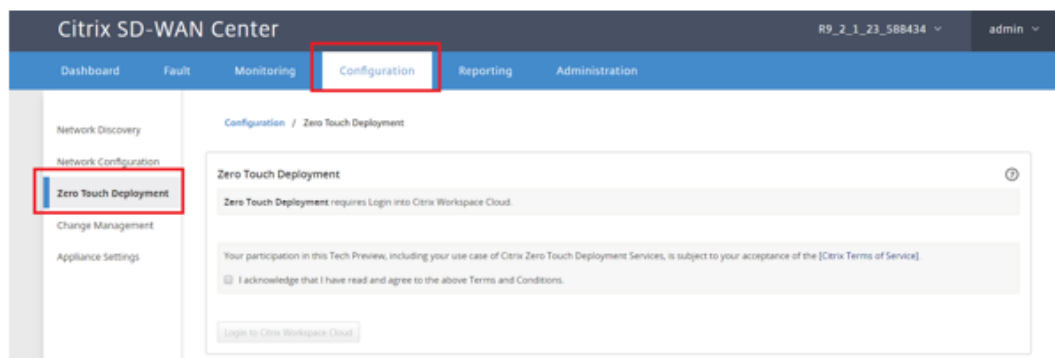 Citrix SD-WAN Center
R9_2_1_23_588434
admin
Dashboard
Fault
Monitoring
Configuration
Reporting
Administration
Network Discovery
Network Configuration
Zero Touch Deployment
Change Management
Appliance Settings
Configuration / Zero Touch Deployment
Zero Touch Deployment
Zero Touch Deployment requires Login into Citrix Workspace Cloud.
Your participation in this Tech Preview, including your use case of Citrix Zero Touch Deployment Services, is subject to your acceptance of the [Citrix Terms of Service].
I acknowledge that I have read and agree to the above Terms and Conditions.
Login to Citrix Workspace Cloud